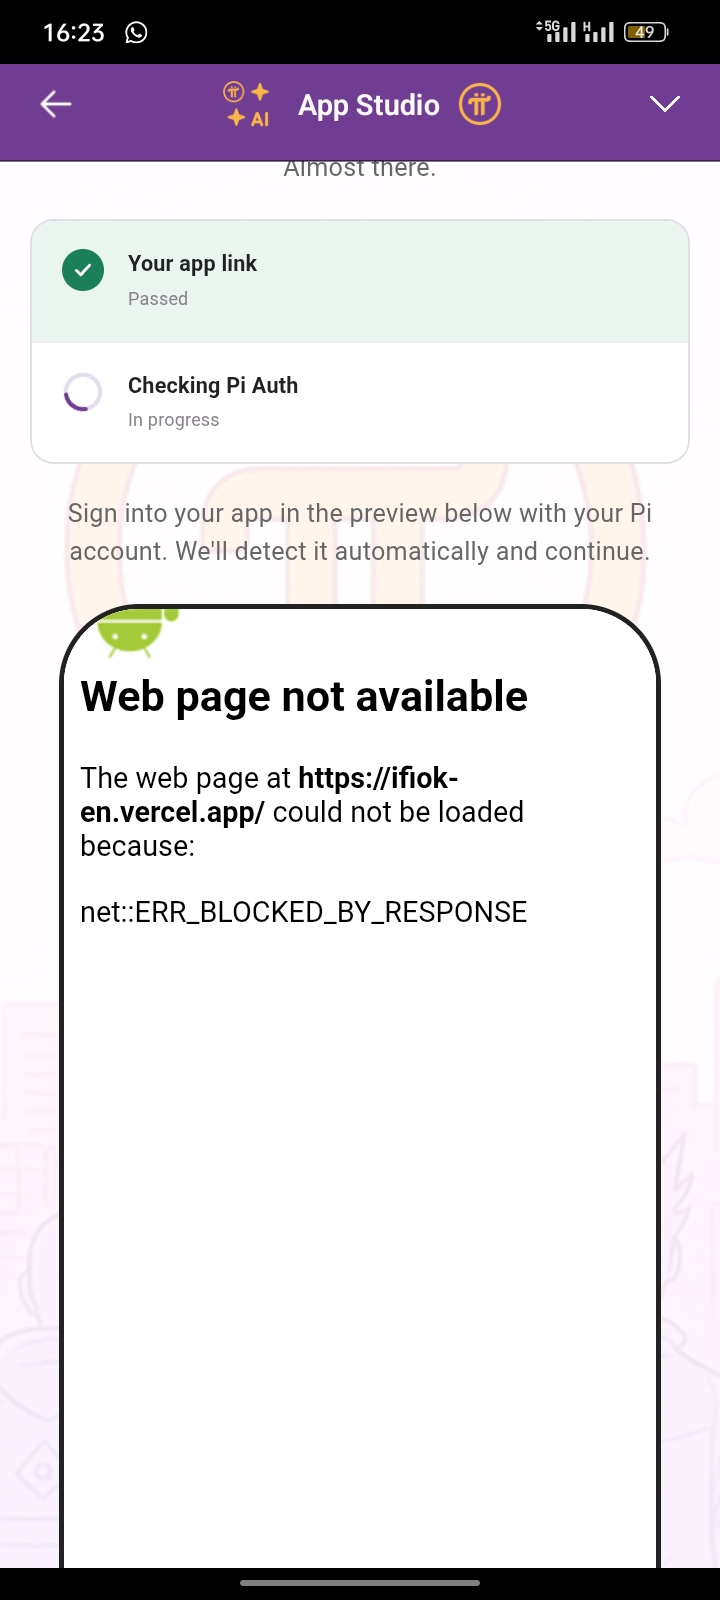 16:23
5G
H
49
AI
App Studio
Almost there.
Your app link
Passed
Checking Pi Auth
In progress
Sign into your app in the preview below with your Pi
account. We'll detect it automatically and continue.
Web page not available
The web page at https://ifiok-
en.vercel.app/ could not be loaded
because:
net::ERR_BLOCKED_BY_RESPONSE